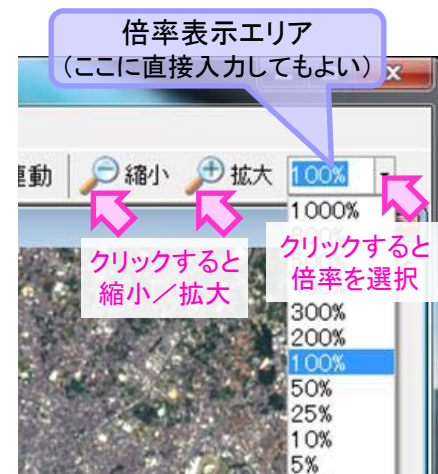 倍率表示エリア
(ここに直接入力してもよい)
連動 縮小 拡大 100%
1000%
クリックすると
縮小／拡大
クリックすると
倍率を選択
300%
200%
100%
50%
25%
10%
5%